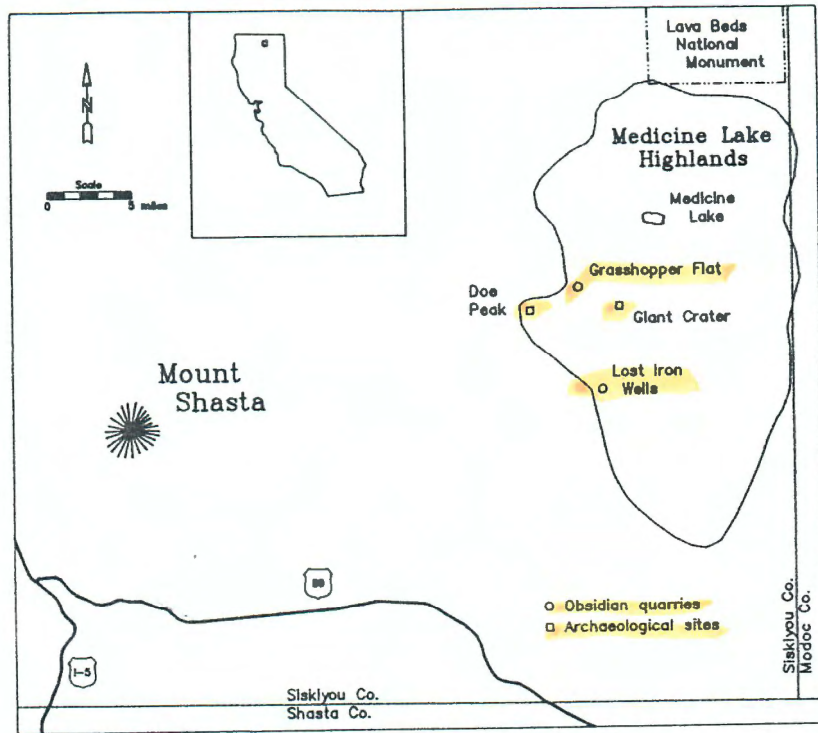 Lava Beds
National
Monument
N
Scale
0 5 miles
Medicine Lake
Highlands
Medicine
Lake
Grasshopper Flat
Doe
Peak
Giant Crater
Lost Iron
Wells
Mount
Shasta
89
Obsidian quarries
Archaeological sites
I-5
Siskiyou Co.
Shasta Co.
Siskiyou Co.
Modoc Co.